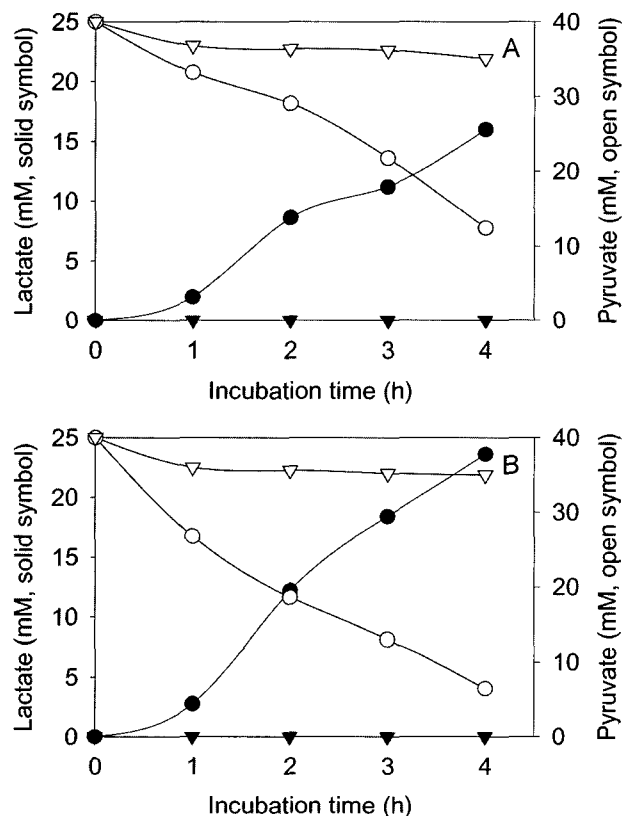 A
25
20
15
10
5
0
Lactate (mM, solid symbol)
40
30
20
10
0
Pyruvate (mM, open symbol)
0 1 2 3 4
Incubation time (h)
B
25
20
15
10
5
0
Lactate (mM, solid symbol)
40
30
20
10
0
Pyruvate (mM, open symbol)
0 1 2 3 4
Incubation time (h)